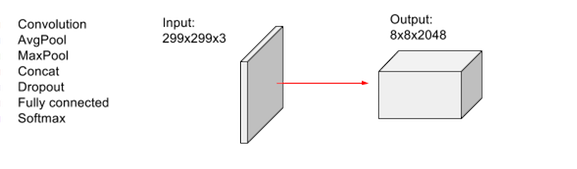 Convolution
AvgPool
MaxPool
Concat
Dropout
Fully connected
Softmax
Input:
299x299x3
Output:
8x8x2048